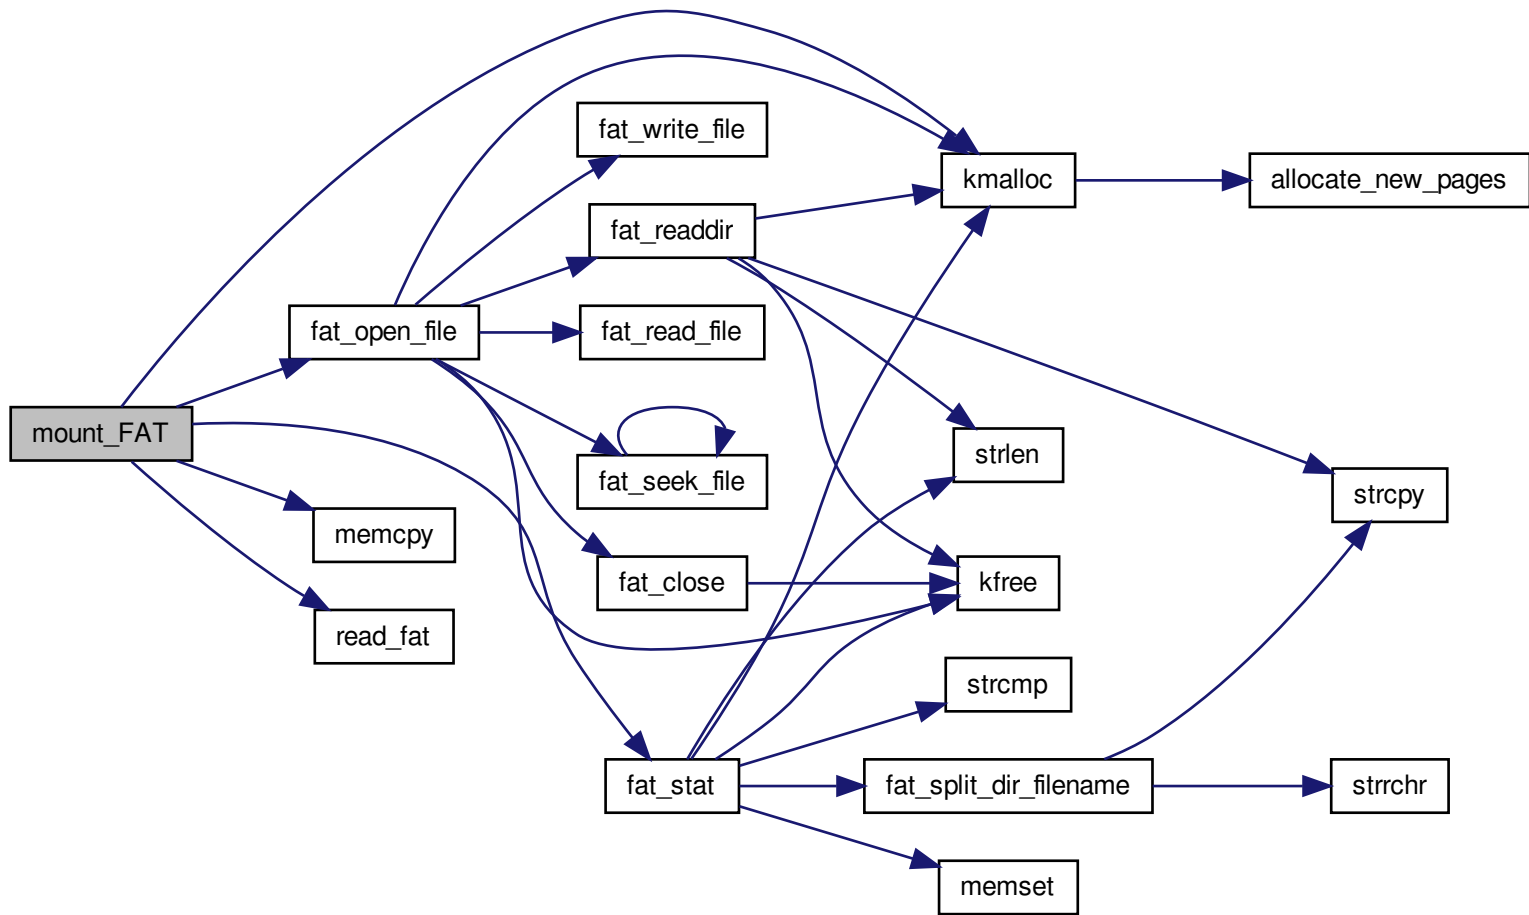 fat_write_file
kmalloc
allocate_new_pages
fat_readdir
fat_open_file
fat_read_file
mount_FAT
strlen
fat_seek_file
strcpy
memcpy
fat_close
kfree
read_fat
strcmp
fat_stat
fat_split_dir_filename
strrchr
memset